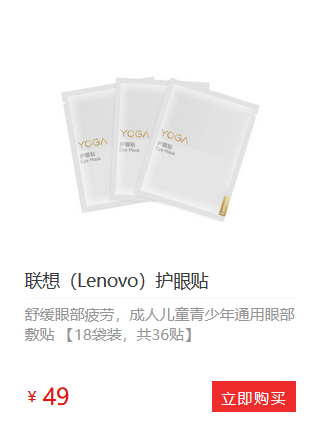 YOGA
护眼贴
Eye Mask
YOGA
护眼贴
Eye Mask
YOGA
护眼贴
Eye Mask
Lenovo
联想（Lenovo）护眼贴
舒缓眼部疲劳，成人儿童青少年通用眼部
敷贴 【18袋装，共36贴】
¥ 49
立即购买